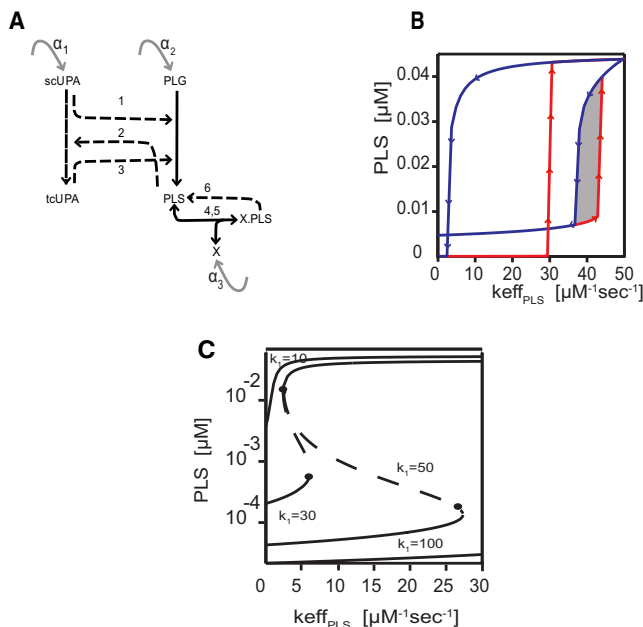 A
α1
α2
scUPA
PLG
1
2
3
tcUPA
PLS
6
4,5
X.PLS
X
α3
B
PLS [µM]
0.04
0.03
0.02
0.01
0
0 10 20 30 40 50
keffPLS [µM-1sec-1]
C
PLS [µM]
k1=10
10-2
10-3
k1=50
10-4
k1=30
k1=100
0 5 10 15 20 25 30
keffPLS [µM-1sec-1]